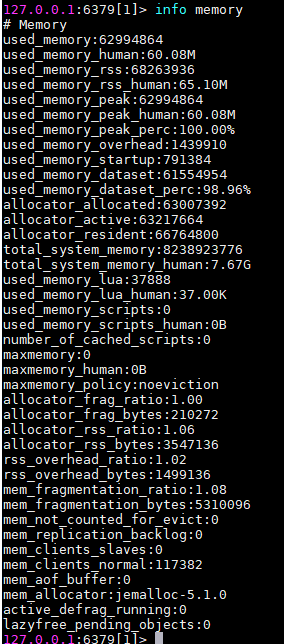 127.0.0.1:6379[1]> info memory
# Memory
used_memory:62994864
used_memory_human:60.08M
used_memory_rss:68263936
used_memory_rss_human:65.10M
used_memory_peak:62994864
used_memory_peak_human:60.08M
used_memory_peak_perc:100.00%
used_memory_overhead:1439910
used_memory_startup:791384
used_memory_dataset:61554954
used_memory_dataset_perc:98.96%
allocator_allocated:63007392
allocator_active:63217664
allocator_resident:66764800
total_system_memory:8238923776
total_system_memory_human:7.67G
used_memory_lua:37888
used_memory_lua_human:37.00K
used_memory_scripts:0
used_memory_scripts_human:0B
number_of_cached_scripts:0
maxmemory:0
maxmemory_human:0B
maxmemory_policy:noeviction
allocator_frag_ratio:1.00
allocator_frag_bytes:210272
allocator_rss_ratio:1.06
allocator_rss_bytes:3547136
rss_overhead_ratio:1.02
rss_overhead_bytes:1499136
mem_fragmentation_ratio:1.08
mem_fragmentation_bytes:5310096
mem_not_counted_for_evict:0
mem_replication_backlog:0
mem_clients_slaves:0
mem_clients_normal:117382
mem_aof_buffer:0
mem_allocator:jemalloc-5.1.0
active_defrag_running:0
lazyfree_pending_objects:0
127.0.0.1:6379[1]>